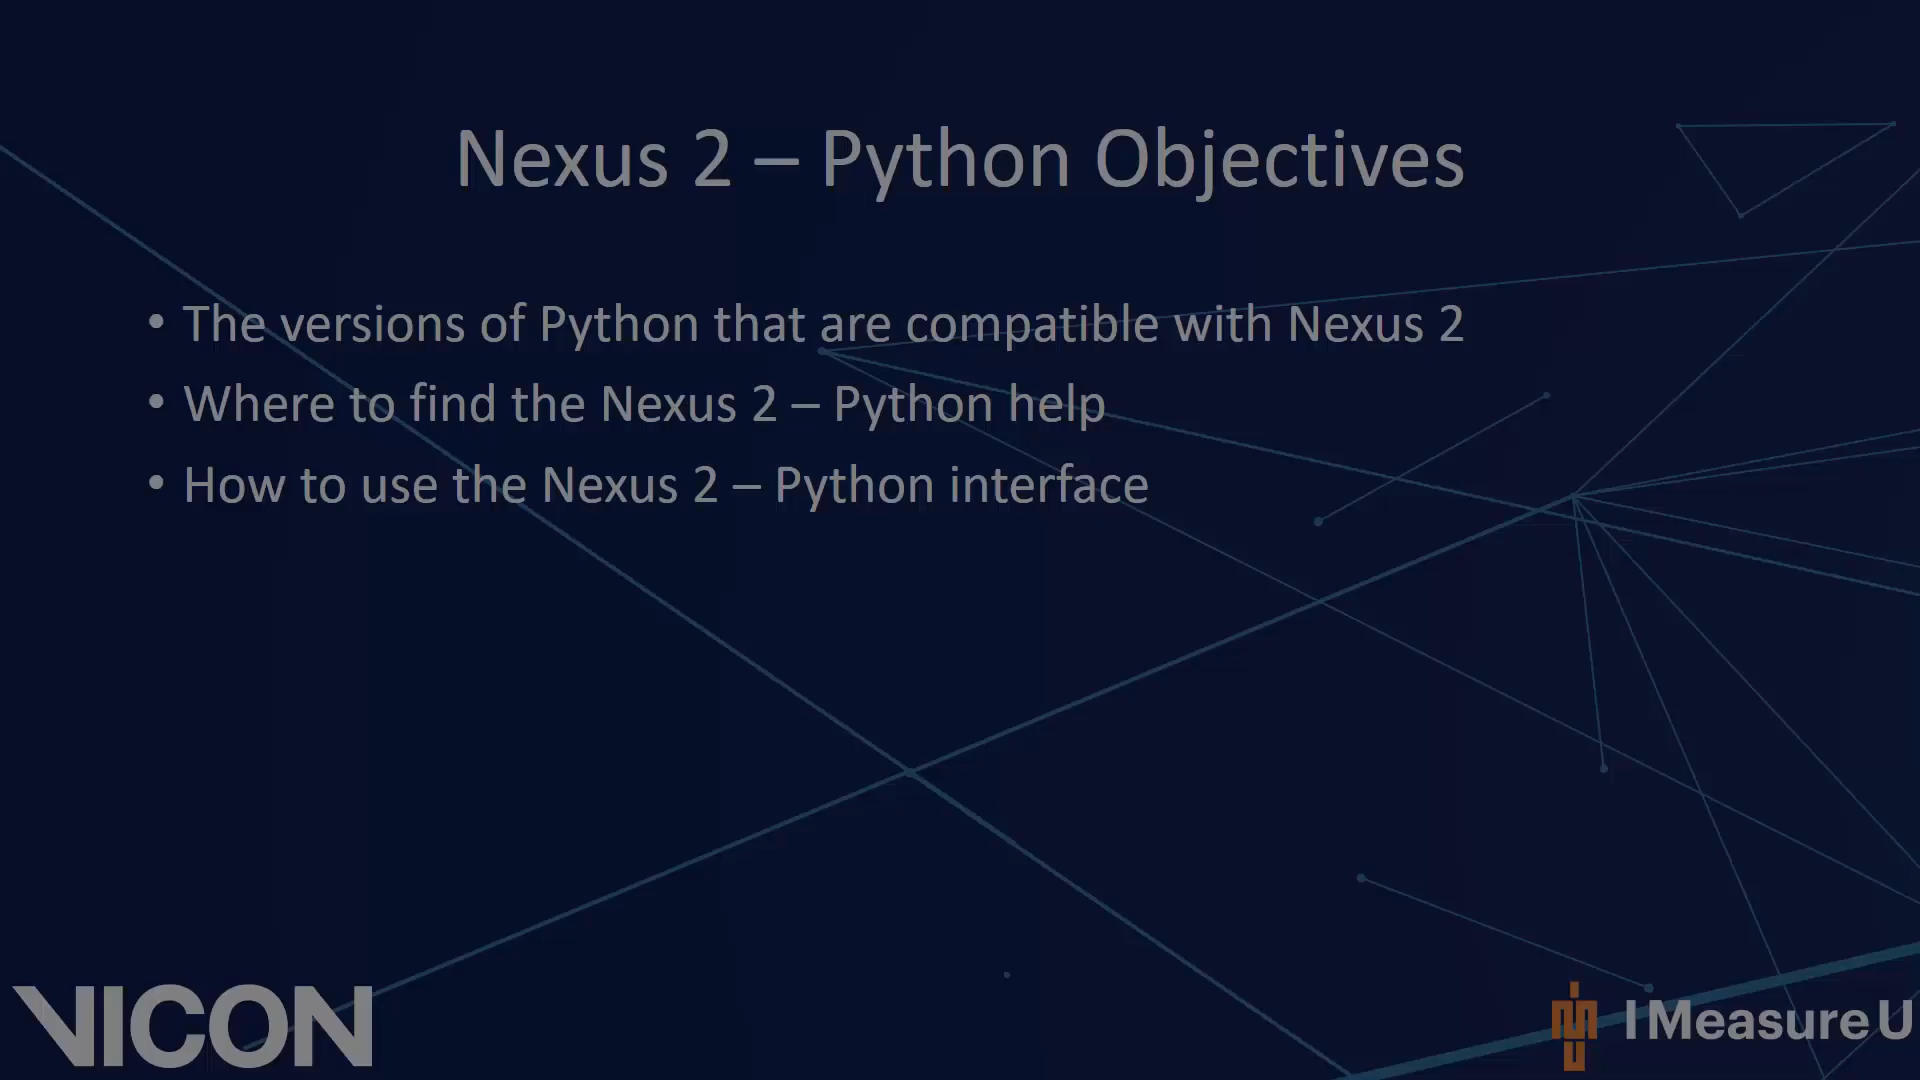 Nexus 2 – Python Objectives
• The versions of Python that are compatible with Nexus 2
• Where to find the Nexus 2 – Python help
• How to use the Nexus 2 – Python interface
VICON
I Measure U